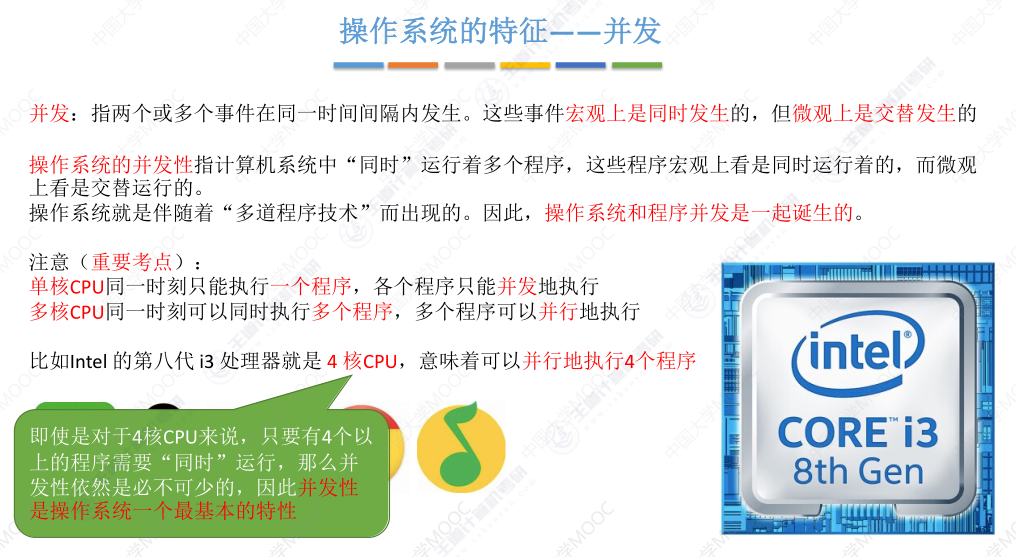 操作系统的特征——并发
并发：指两个或多个事件在同一时间间隔内发生。这些事件宏观上是同时发生的，但微观上是交替发生的
操作系统的并发性指计算机系统中“同时”运行着多个程序，这些程序宏观上看是同时运行着的，而微观
上看是交替运行的。
操作系统就是伴随着“多道程序技术”而出现的。因此，操作系统和程序并发是一起诞生的。
注意（重要考点）：
单核CPU同一时刻只能执行一个程序，各个程序只能并发地执行
多核CPU同一时刻可以同时执行多个程序，多个程序可以并行地执行
比如Intel 的第八代 i3 处理器就是 4 核CPU，意味着可以并行地执行4个程序
即使是对于4核CPU来说，只要有4个以
上的程序需要“同时”运行，那么并
发性依然是必不可少的，因此并发性
是操作系统一个最基本的特性
intel®
CORE™ i3
8th Gen